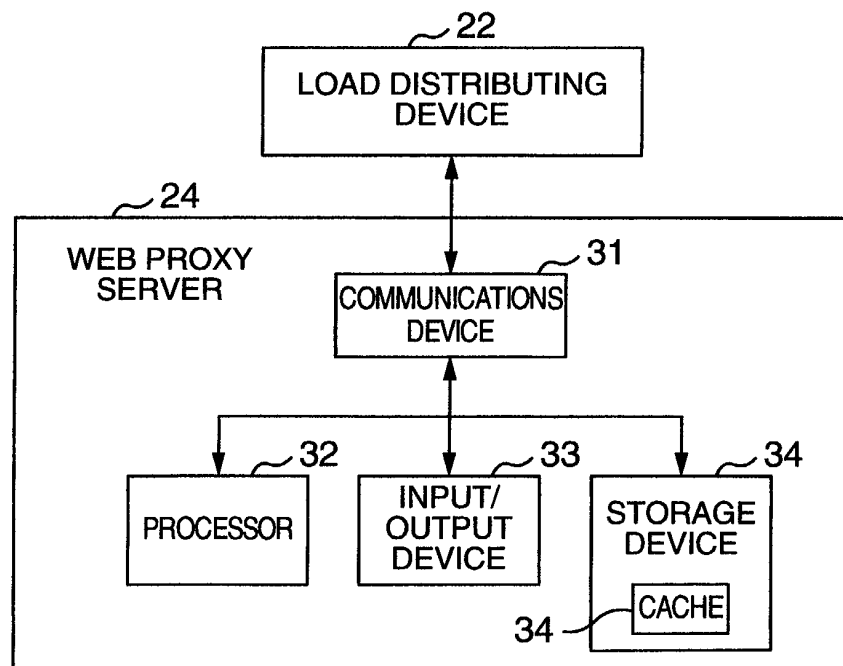 22
LOAD DISTRIBUTING
DEVICE
24
WEB PROXY
SERVER
31
COMMUNICATIONS
DEVICE
32
PROCESSOR
33
INPUT/
OUTPUT
DEVICE
34
STORAGE
DEVICE
34
CACHE